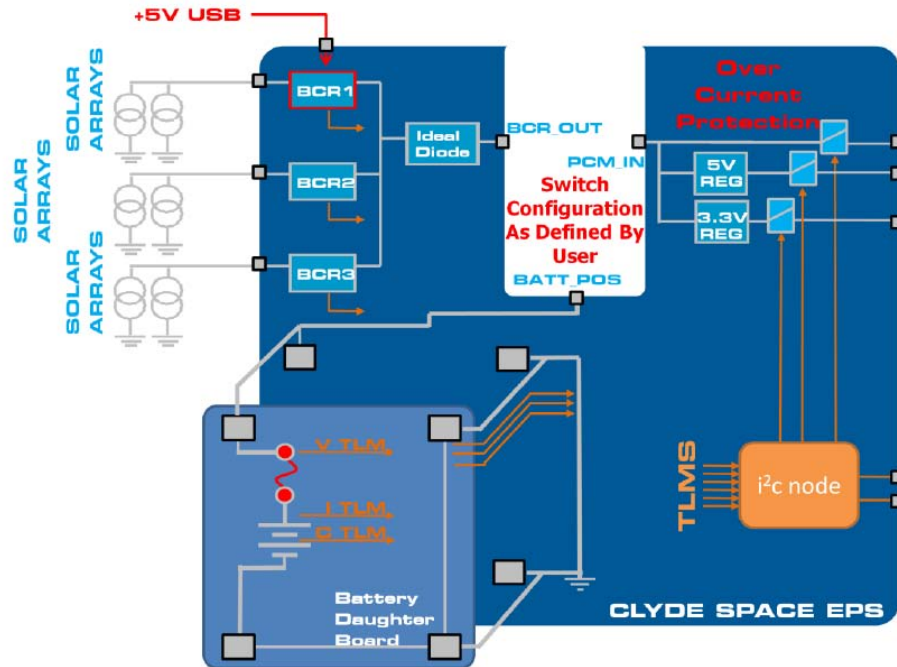 +5V USB
SOLAR
ARRAYS
SOLAR
ARRAYS
SOLAR
ARRAYS
BCR1
BCR2
BCR3
Ideal
Diode
BCR_OUT
PCM_IN
Switch
Configuration
As Defined By
User
BATT_POS
Over
Current
Protection
5V
REG
3.3V
REG
V TLM
I TLM
C TLM
Battery
Daughter
Board
TLMS
i²c node
CLYDE SPACE EPS